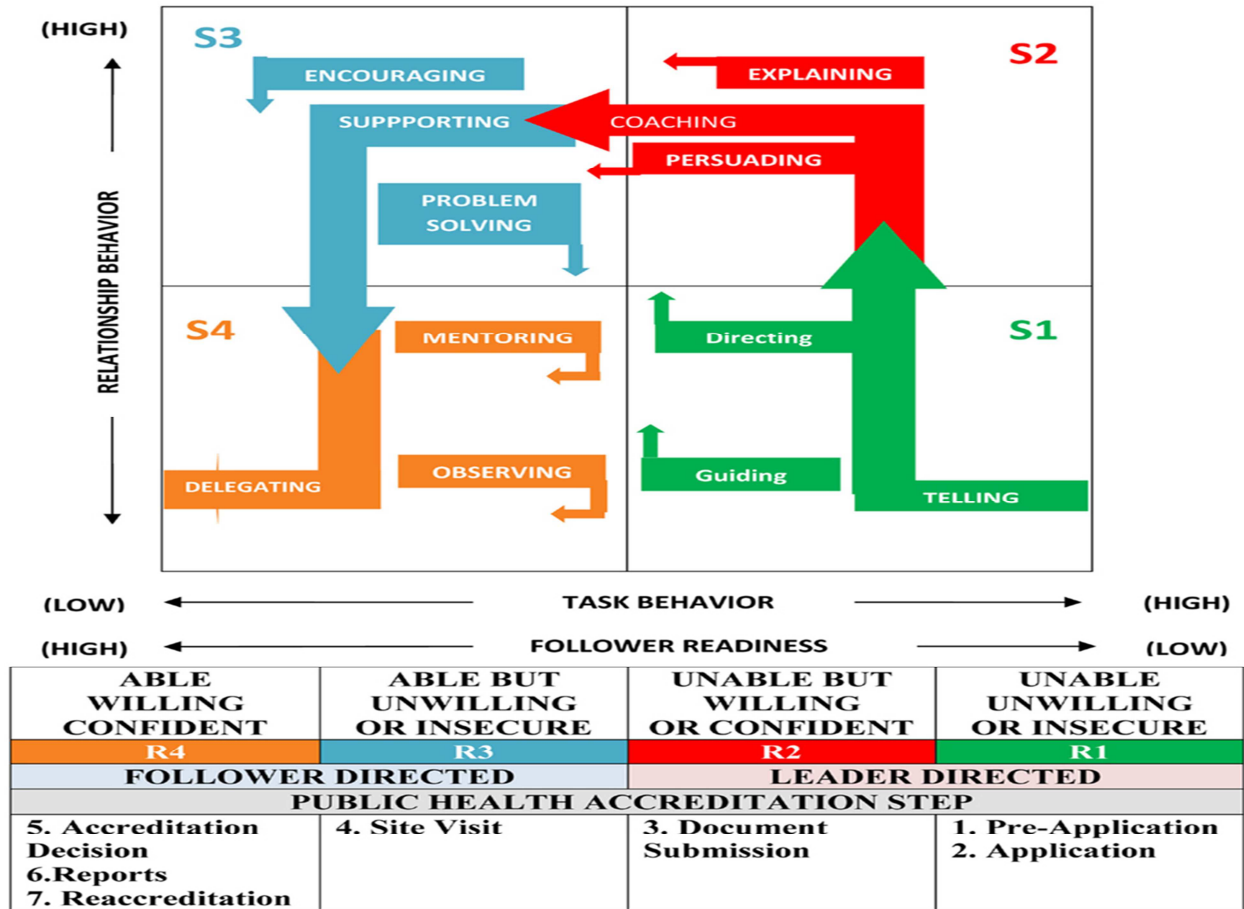 (HIGH)
S3
S2
ENCOURAGING
EXPLAINING
SUPPPORTING
COACHING
PERSUADING
PROBLEM
SOLVING
RELATIONSHIP BEHAVIOR
S4
S1
MENTORING
Directing
OBSERVING
Guiding
DELEGATING
TELLING
(LOW)
TASK BEHAVIOR
(HIGH)
(HIGH)
FOLLOWER READINESS
(LOW)
ABLE
WILLING
CONFIDENT
ABLE BUT
UNWILLING
OR INSECURE
UNABLE BUT
WILLING
OR CONFIDENT
UNABLE
UNWILLING
OR INSECURE
R4
R3
R2
R1
FOLLOWER DIRECTED
LEADER DIRECTED
PUBLIC HEALTH ACCREDITATION STEP
5. Accreditation
Decision
6.Reports
7. Reaccreditation
4. Site Visit
3. Document
Submission
1. Pre-Application
2. Application